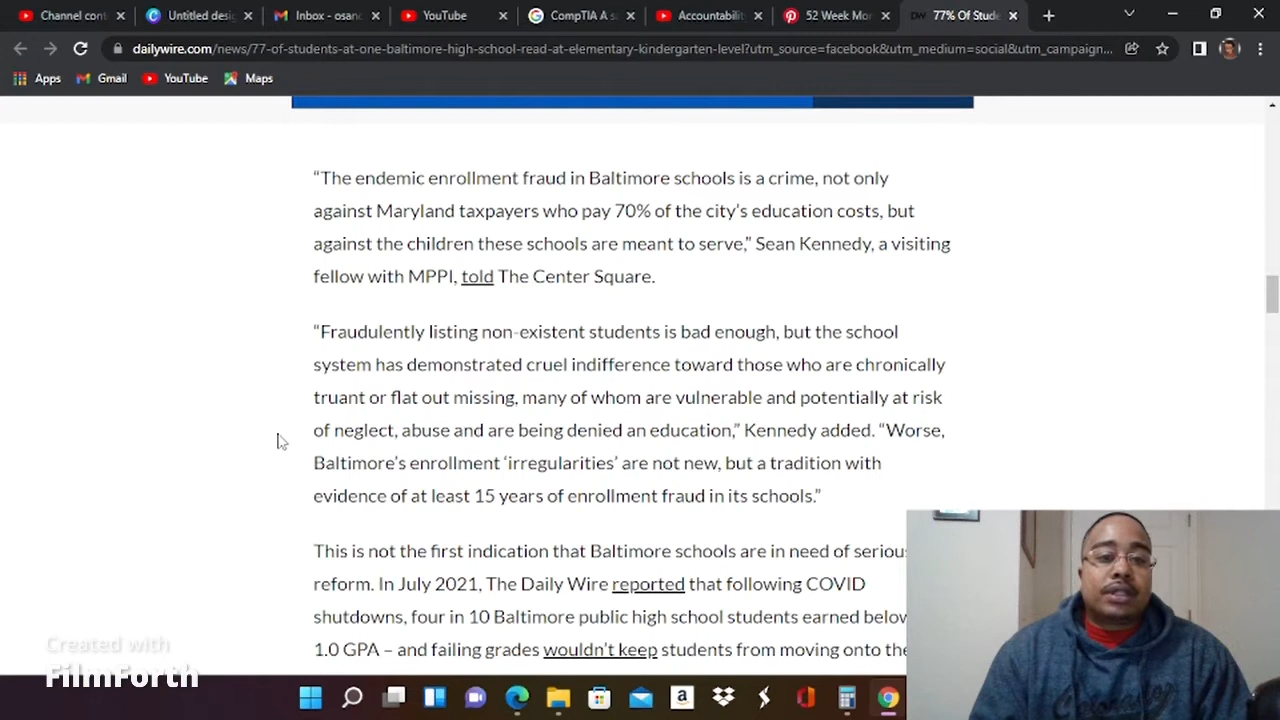 Channel cont
Untitled desi
Inbox - osan
YouTube
CompTIA A
Accountability
52 Week Mon
DW
77% Of Stude
dailywire.com/news/77-of-students-at-one-baltimore-high-school-read-at-elementary-kindergarten-level?utm_source=facebook&utm_medium=social&utm_campaign...
Apps
Gmail
YouTube
Maps
“The endemic enrollment fraud in Baltimore schools is a crime, not only
against Maryland taxpayers who pay 70% of the city’s education costs, but
against the children these schools are meant to serve,” Sean Kennedy, a visiting
fellow with MPPI, told The Center Square.
“Fraudulently listing non-existent students is bad enough, but the school
system has demonstrated cruel indifference toward those who are chronically
truant or flat out missing, many of whom are vulnerable and potentially at risk
of neglect, abuse and are being denied an education,” Kennedy added. “Worse,
Baltimore’s enrollment ‘irregularities’ are not new, but a tradition with
evidence of at least 15 years of enrollment fraud in its schools.”
This is not the first indication that Baltimore schools are in need of serious
reform. In July 2021, The Daily Wire reported that following COVID
shutdowns, four in 10 Baltimore public high school students earned below
1.0 GPA – and failing grades wouldn’t keep students from moving onto the
Created with
FilmForth